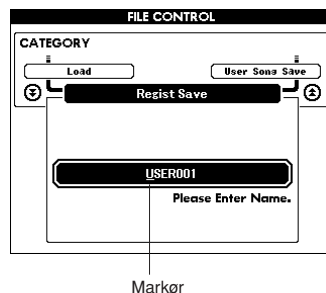 FILE CONTROL
CATEGORY
Load
User Song Save
Regist Save
USER001
Please Enter Name.
Markør